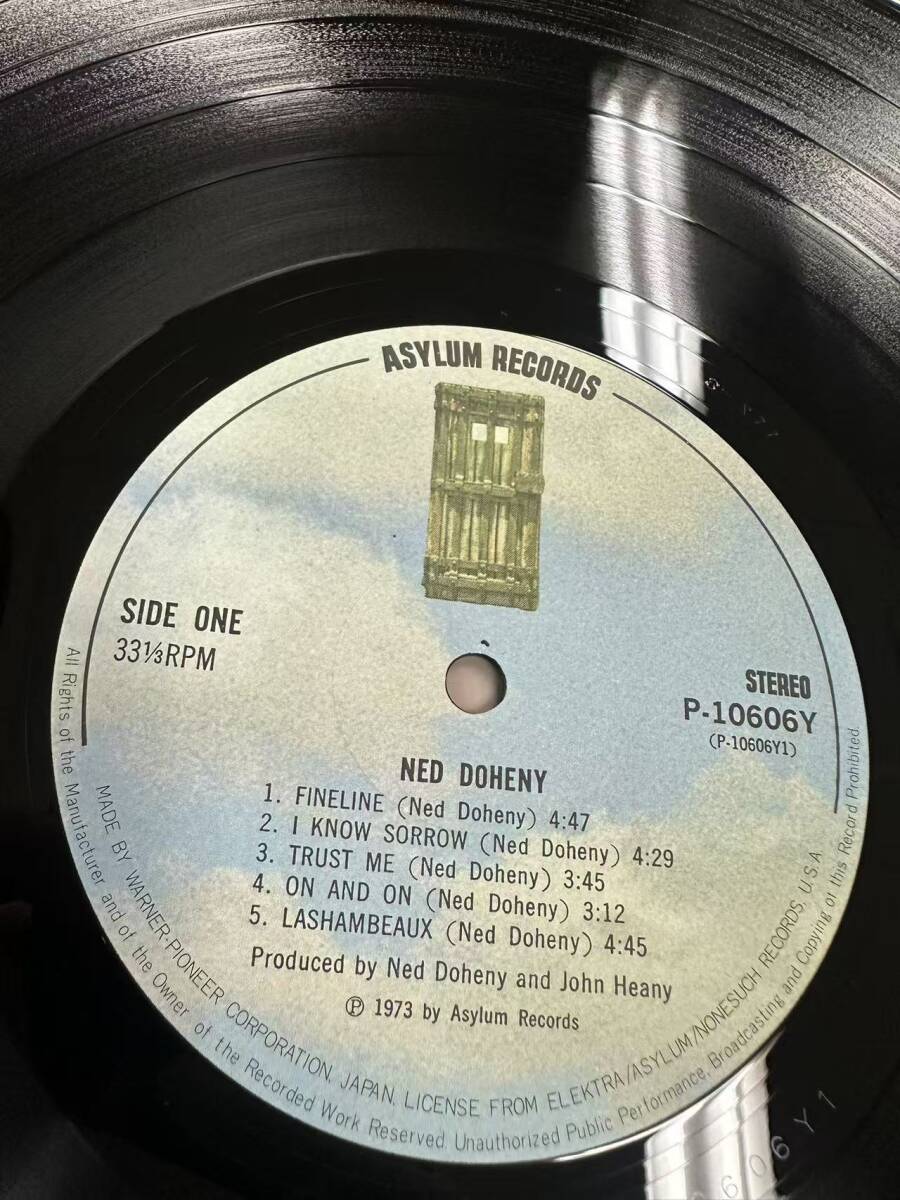 ASYLUM RECORDS
SIDE ONE
33⅓RPM
STEREO
P-10606Y
(P-10606Y1)
NED DOHENY
1. FINELINE (Ned Doheny) 4:47
2. I KNOW SORROW (Ned Doheny) 4:29
3. TRUST ME (Ned Doheny) 3:45
4. ON AND ON (Ned Doheny) 3:12
5. LASHAMBEAUX (Ned Doheny) 4:45
Produced by Ned Doheny and John Heany
Ⓟ 1973 by Asylum Records
MADE BY WARNER-PIONEER CORPORATION, JAPAN, LICENSE FROM ELEKTRA/ASYLUM/NONESUCH RECORDS, U.S.A.
All Rights of the Manufacturer and of the Owner of the Recorded Work Reserved. Unauthorized Public Performance, Broadcasting and Copying of this Record Prohibited.